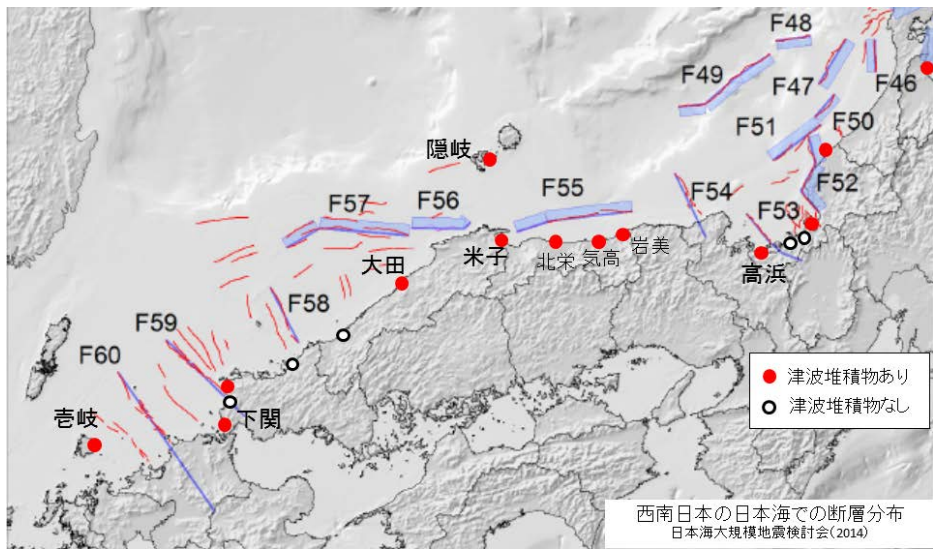 F48
F49
F47
F46
F51
F50
隠岐
F52
F54
F57
F56
F55
F53
米子
北栄
気高
岩美
大田
高浜
F58
F59
F60
下関
壱岐
津波堆積物あり
津波堆積物なし
西南日本の日本海での断層分布
日本海大規模地震検討会(2014)